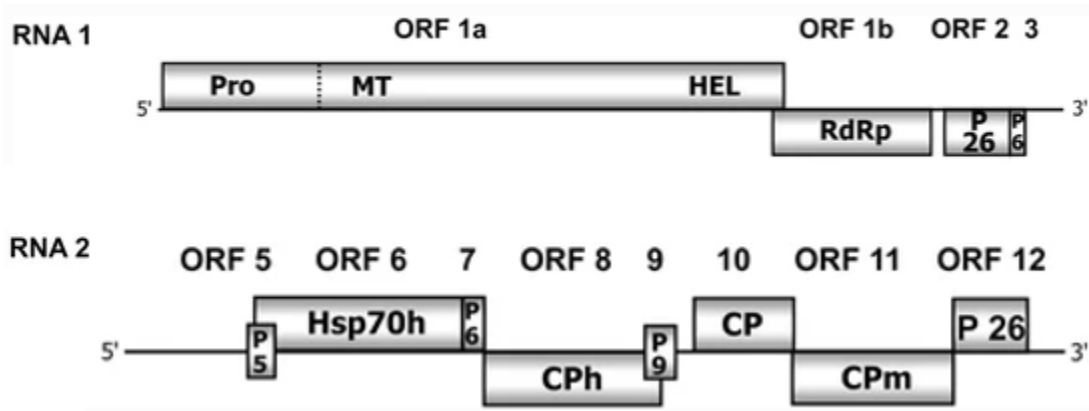 RNA 1 ORF 1a ORF 1b ORF 2 3
Pro MT HEL
5' 3'
RdRp P 26 P 6
RNA 2 ORF 5 ORF 6 7 ORF 8 9 10 ORF 11 ORF 12
Hsp70h P 6 CP P 26
5' P 5 P 9 3'
CPh CPm